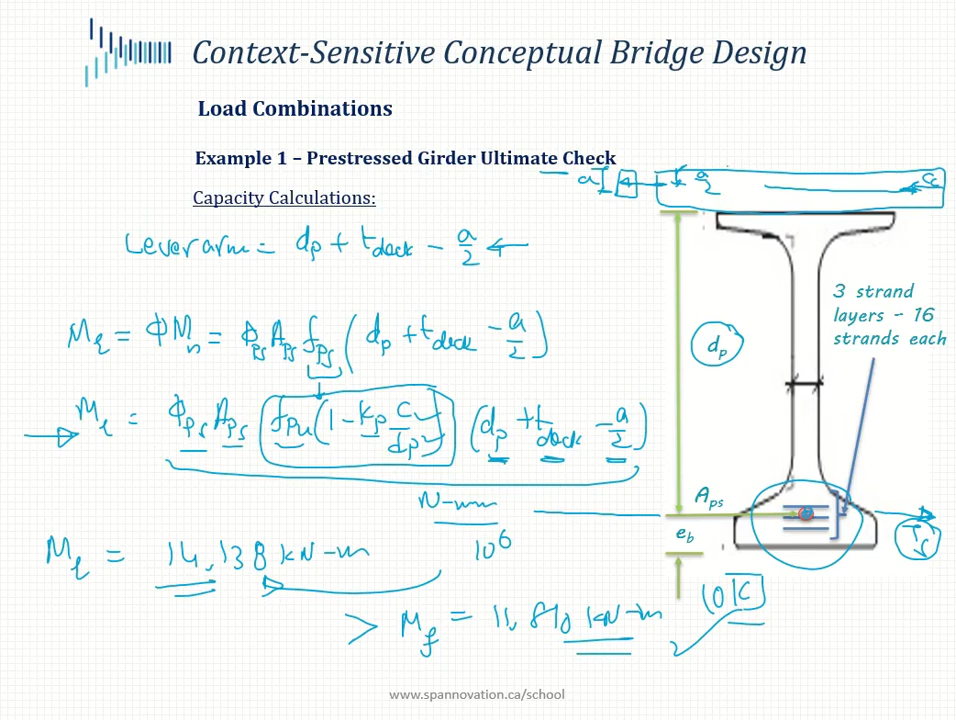 Context-Sensitive Conceptual Bridge Design
Load Combinations
Example 1 – Prestressed Girder Ultimate Check
Capacity Calculations:
a
a/2
Cc
Lever arm = dp + tdeck - a/2
3 strand
layers - 16
strands each
Mr = ΦMn = Φps Aps fps (dp + tdeck - a/2)
dp
Mr = Φps Aps fpu (1 - kp c/dp) (dp + tdeck - a/2)
Aps
N-mm
eb
Mr = 14,138 kN-m 10^6
OK
> Mf = 11,810 kN-m
www.spannovation.ca/school